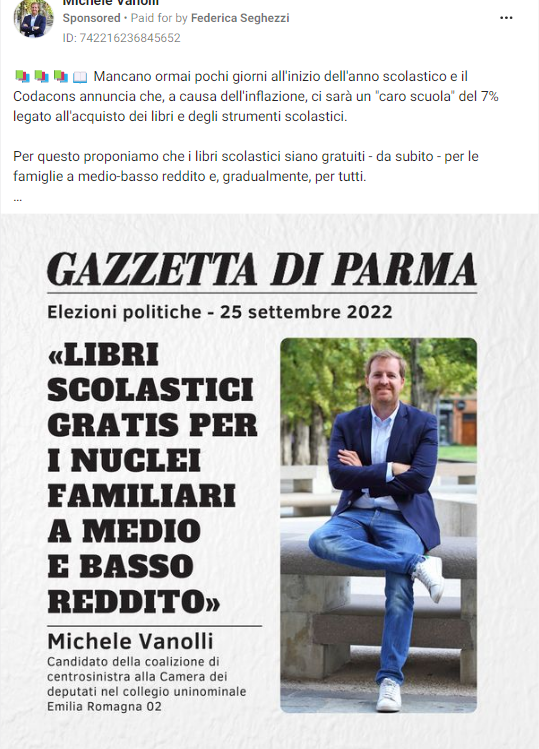 Michele Vanolli
Sponsored • Paid for by Federica Seghezzi
ID: 742216236845652
Mancano ormai pochi giorni all'inizio dell'anno scolastico e il
Codacons annuncia che, a causa dell'inflazione, ci sarà un "caro scuola" del 7%
legato all'acquisto dei libri e degli strumenti scolastici.
Per questo proponiamo che i libri scolastici siano gratuiti - da subito - per le
famiglie a medio-basso reddito e, gradualmente, per tutti.
...
GAZZETTA DI PARMA
Elezioni politiche - 25 settembre 2022
«LIBRI
SCOLASTICI
GRATIS PER
I NUCLEI
FAMILIARI
A MEDIO
E BASSO
REDDITO»
Michele Vanolli
Candidato della coalizione di
centrosinistra alla Camera dei
deputati nel collegio uninominale
Emilia Romagna 02